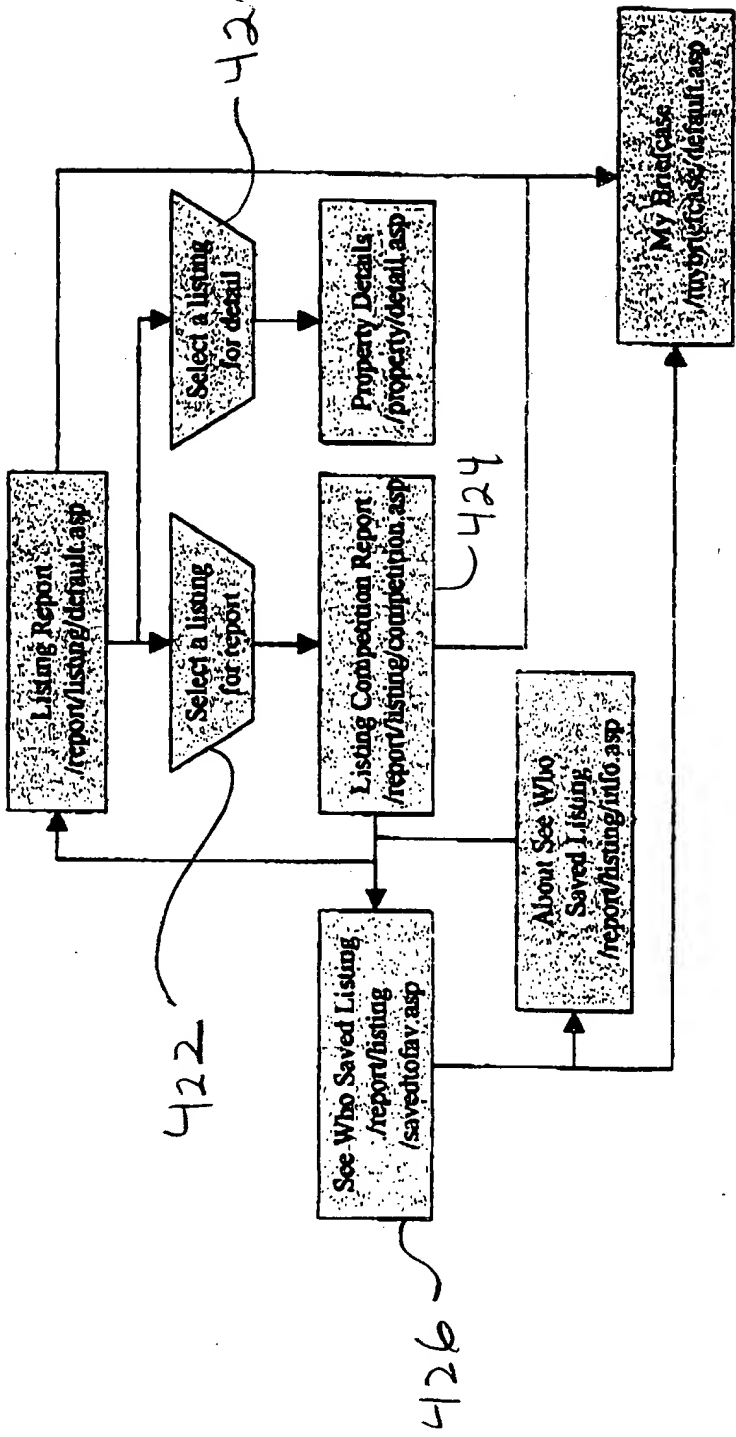 Listing Report
/report/listing/default.asp
Select a listing
for report
Select a listing
for detail
42
422
Listing Competition Report
/report/listing/competition.asp
424
Property Details
/property/detail.asp
See Who Saved Listing
/report/listing
/savedtofav.asp
426
About See Who
Saved Listing
/report/listing/info.asp
My Briefcase
/mybriefcase/default.asp